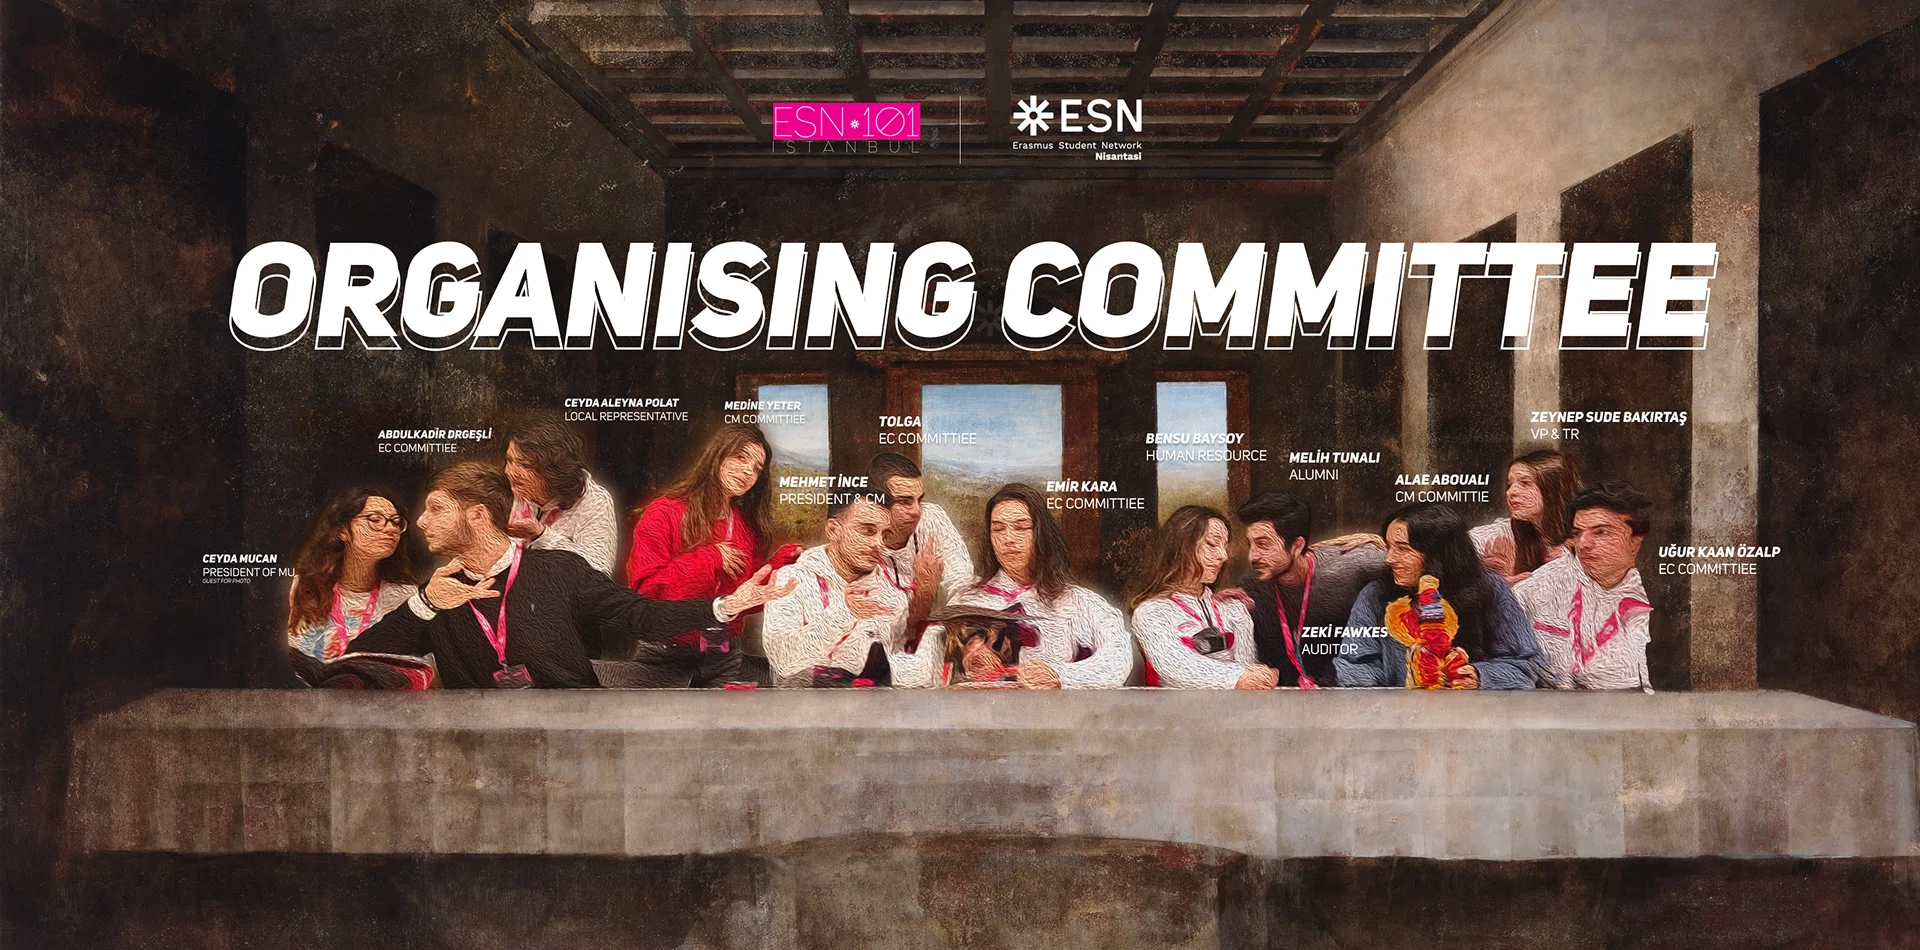 ESN*101
ISTANBUL
ESN
Erasmus Student Network
Nisantasi
ORGANISING COMMITTEE
CEYDA MUCAN
PRESIDENT OF MU
GUEST FOR PHOTO
ABDULKADİR DRGEŞLİ
EC COMMITTIEE
CEYDA ALEYNA POLAT
LOCAL REPRESENTATIVE
MEDİNE YETER
CM COMMITTIEE
MEHMET İNCE
PRESIDENT & CM
TOLGA
EC COMMITTIEE
EMİR KARA
EC COMMITTIEE
BENSU BAYSOY
HUMAN RESOURCE
MELİH TUNALI
ALUMNI
ZEKİ FAWKES
AUDITOR
ALAE ABOUALI
CM COMMITTIE
ZEYNEP SUDE BAKIRTAŞ
VP & TR
UĞUR KAAN ÖZALP
EC COMMITTIEE